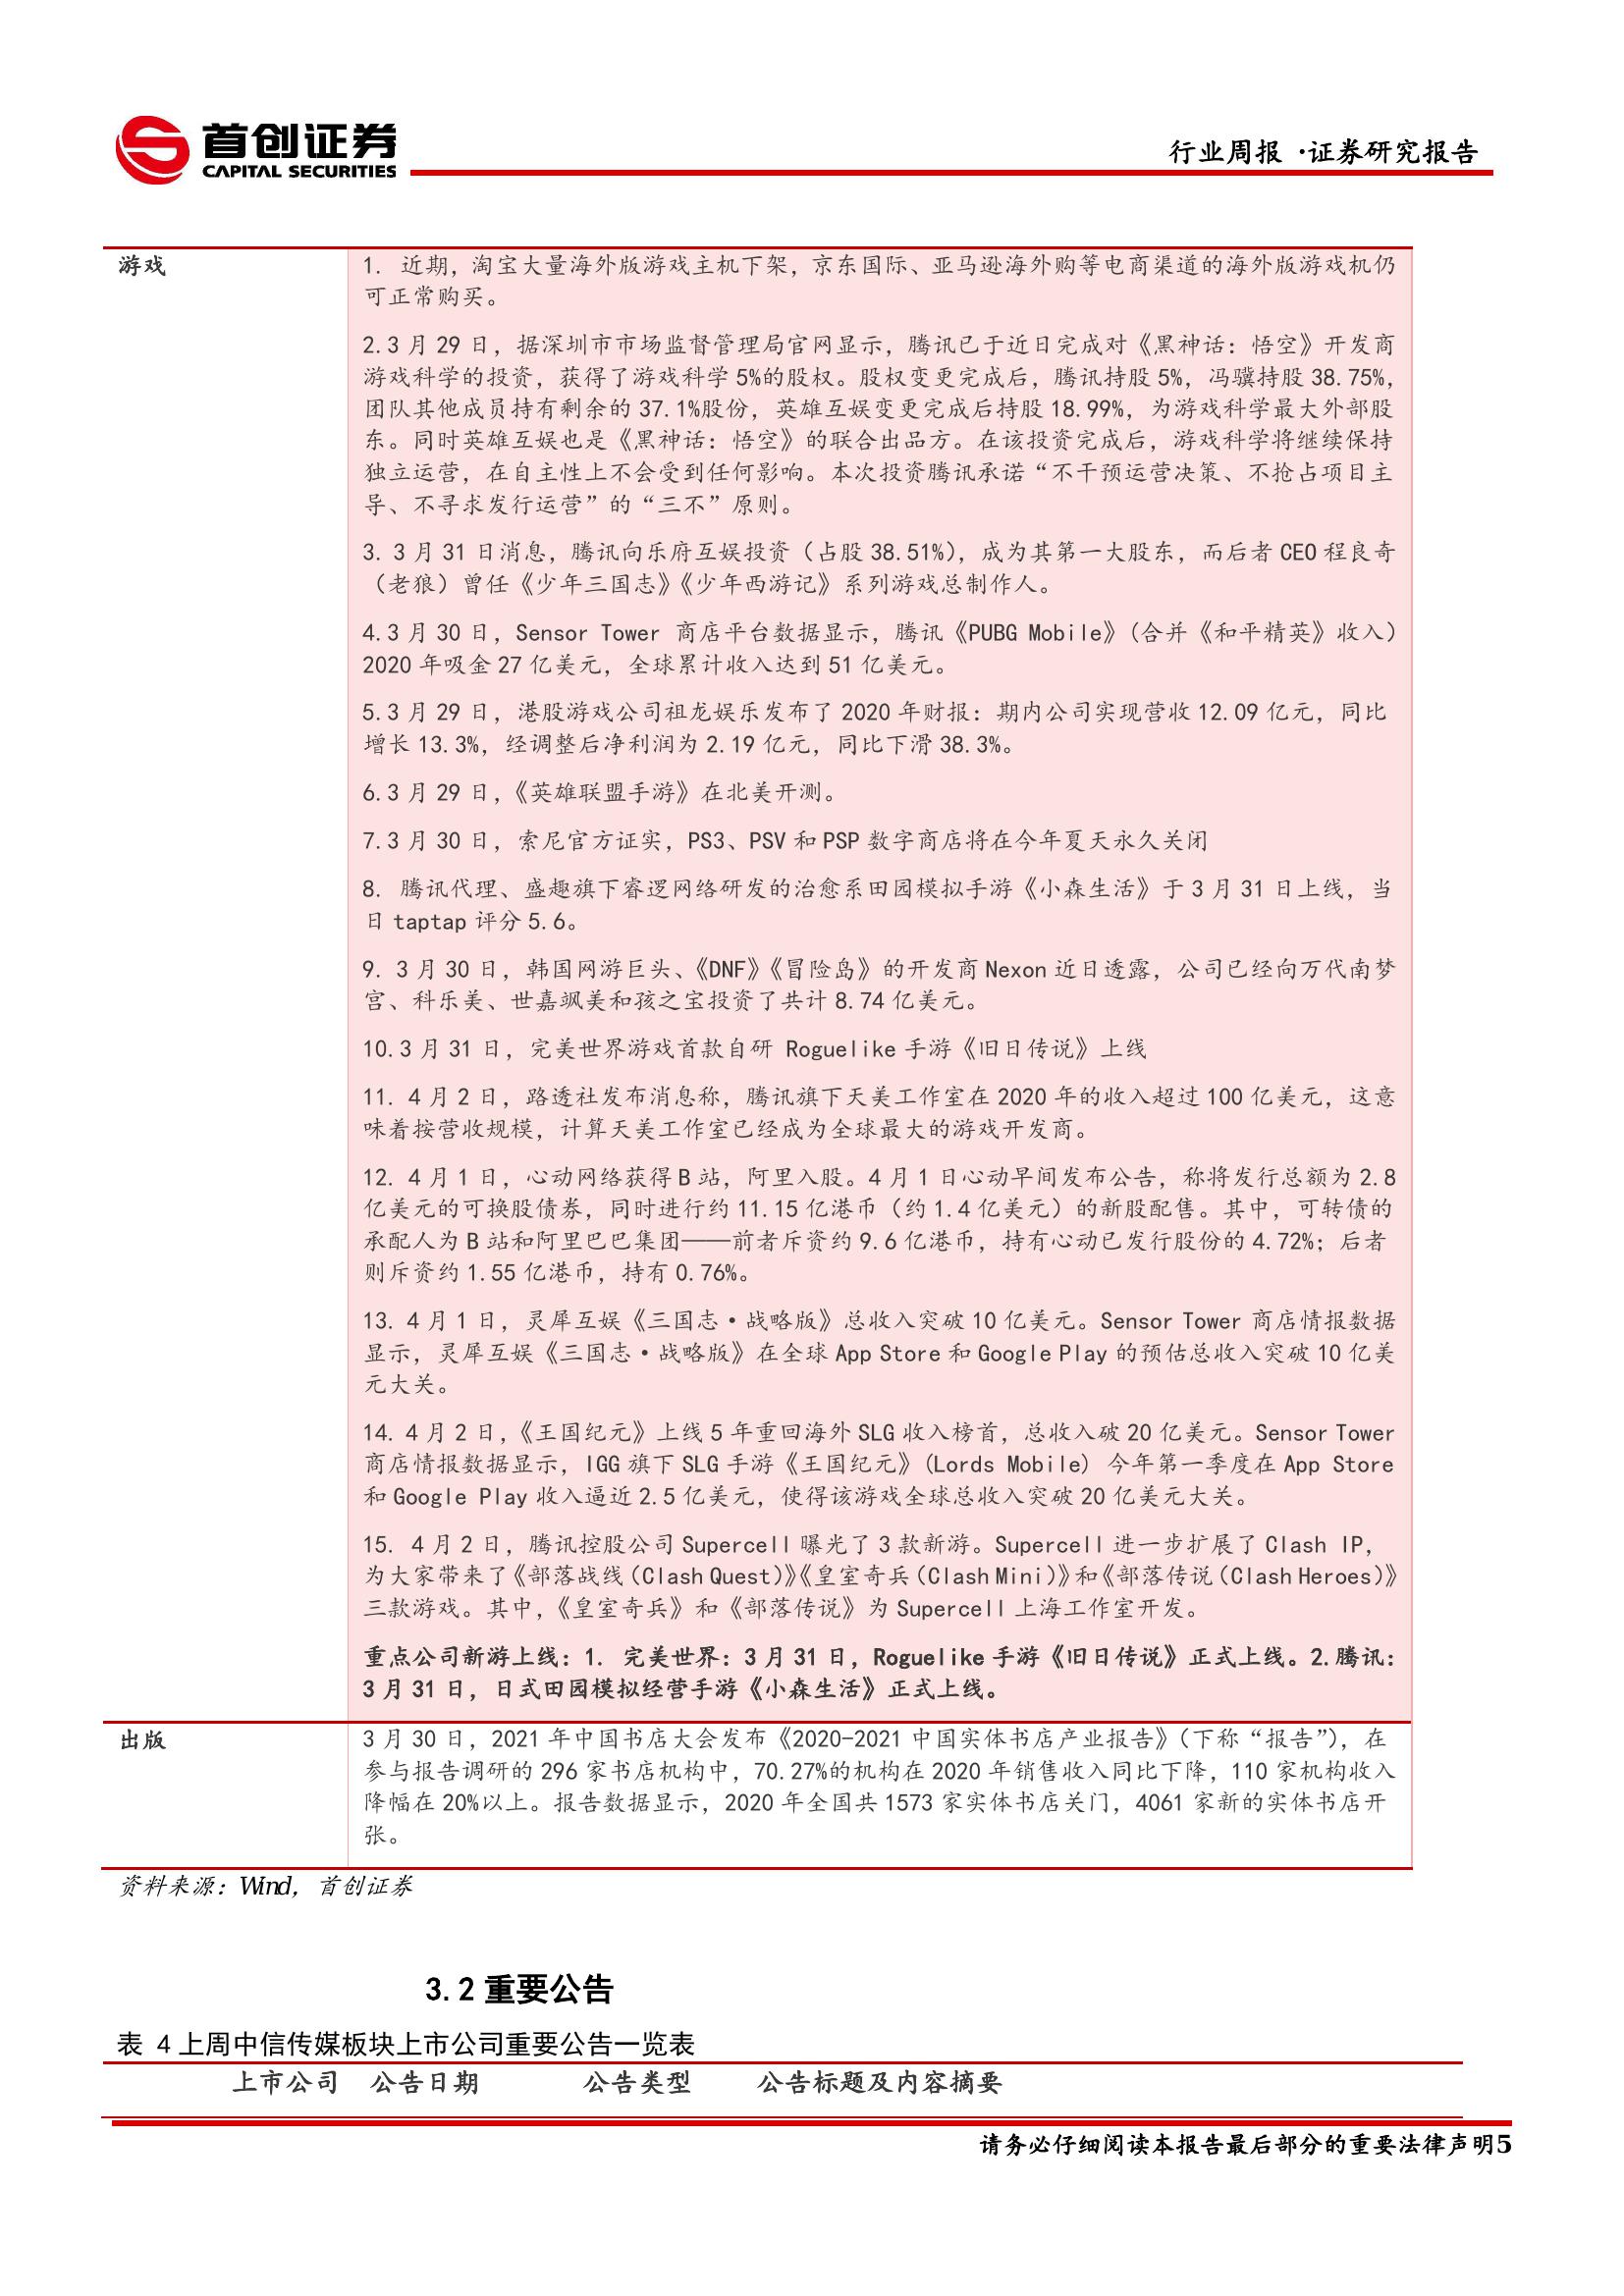 首创证券
CAPITAL SECURITIES
行业周报 ·证券研究报告
游戏
1. 近期，淘宝大量海外版游戏主机下架，京东国际、亚马逊海外购等电商渠道的海外版游戏机仍
可正常购买。
2.3 月 29 日，据深圳市市场监督管理局官网显示，腾讯已于近日完成对《黑神话：悟空》开发商
游戏科学的投资，获得了游戏科学 5%的股权。股权变更完成后，腾讯持股 5%，冯骥持股 38.75%，
团队其他成员持有剩余的 37.1%股份，英雄互娱变更完成后持股 18.99%，为游戏科学最大外部股
东。同时英雄互娱也是《黑神话：悟空》的联合出品方。在该投资完成后，游戏科学将继续保持
独立运营，在自主性上不会受到任何影响。本次投资腾讯承诺“不干预运营决策、不抢占项目主
导、不寻求发行运营”的“三不”原则。
3. 3 月 31 日消息，腾讯向乐府互娱投资（占股 38.51%），成为其第一大股东，而后者 CEO 程良奇
（老狼）曾任《少年三国志》《少年西游记》系列游戏总制作人。
4.3 月 30 日，Sensor Tower 商店平台数据显示，腾讯《PUBG Mobile》（合并《和平精英》收入）
2020 年吸金 27 亿美元，全球累计收入达到 51 亿美元。
5.3 月 29 日，港股游戏公司祖龙娱乐发布了 2020 年财报：期内公司实现营收 12.09 亿元，同比
增长 13.3%，经调整后净利润为 2.19 亿元，同比下滑 38.3%。
6.3 月 29 日，《英雄联盟手游》在北美开测。
7.3 月 30 日，索尼官方证实，PS3、PSV 和 PSP 数字商店将在今年夏天永久关闭
8. 腾讯代理、盛趣旗下睿逻网络研发的治愈系田园模拟手游《小森生活》于 3 月 31 日上线，当
日 taptap 评分 5.6。
9. 3 月 30 日，韩国网游巨头、《DNF》《冒险岛》的开发商 Nexon 近日透露，公司已经向万代南梦
宫、科乐美、世嘉飒美和孩之宝投资了共计 8.74 亿美元。
10.3 月 31 日，完美世界游戏首款自研 Roguelike 手游《旧日传说》上线
11. 4 月 2 日，路透社发布消息称，腾讯旗下天美工作室在 2020 年的收入超过 100 亿美元，这意
味着按营收规模，计算天美工作室已经成为全球最大的游戏开发商。
12. 4 月 1 日，心动网络获得 B 站，阿里入股。4 月 1 日心动早间发布公告，称将发行总额为 2.8
亿美元的可换股债券，同时进行约 11.15 亿港币（约 1.4 亿美元）的新股配售。其中，可转债的
承配人为 B 站和阿里巴巴集团——前者斥资约 9.6 亿港币，持有心动已发行股份的 4.72%；后者
则斥资约 1.55 亿港币，持有 0.76%。
13. 4 月 1 日，灵犀互娱《三国志·战略版》总收入突破 10 亿美元。Sensor Tower 商店情报数据
显示，灵犀互娱《三国志·战略版》在全球 App Store 和 Google Play 的预估总收入突破 10 亿美
元大关。
14. 4 月 2 日，《王国纪元》上线 5 年重回海外 SLG 收入榜首，总收入破 20 亿美元。Sensor Tower
商店情报数据显示，IGG 旗下 SLG 手游《王国纪元》(Lords Mobile) 今年第一季度在 App Store
和 Google Play 收入逼近 2.5 亿美元，使得该游戏全球总收入突破 20 亿美元大关。
15. 4 月 2 日，腾讯控股公司 Supercell 曝光了 3 款新游。Supercell 进一步扩展了 Clash IP，
为大家带来了《部落战线（Clash Quest）》《皇室奇兵（Clash Mini）》和《部落传说（Clash Heroes）》
三款游戏。其中，《皇室奇兵》和《部落传说》为 Supercell 上海工作室开发。
重点公司新游上线：1. 完美世界：3 月 31 日，Roguelike 手游《旧日传说》正式上线。2.腾讯：
3 月 31 日，日式田园模拟经营手游《小森生活》正式上线。
出版
3 月 30 日，2021 年中国书店大会发布《2020-2021 中国实体书店产业报告》（下称“报告”），在
参与报告调研的 296 家书店机构中，70.27%的机构在 2020 年销售收入同比下降，110 家机构收入
降幅在 20%以上。报告数据显示，2020 年全国共 1573 家实体书店关门，4061 家新的实体书店开
张。
资料来源：Wind，首创证券
3.2 重要公告
表 4 上周中信传媒板块上市公司重要公告一览表
上市公司 公告日期 公告类型 公告标题及内容摘要
请务必仔细阅读本报告最后部分的重要法律声明5